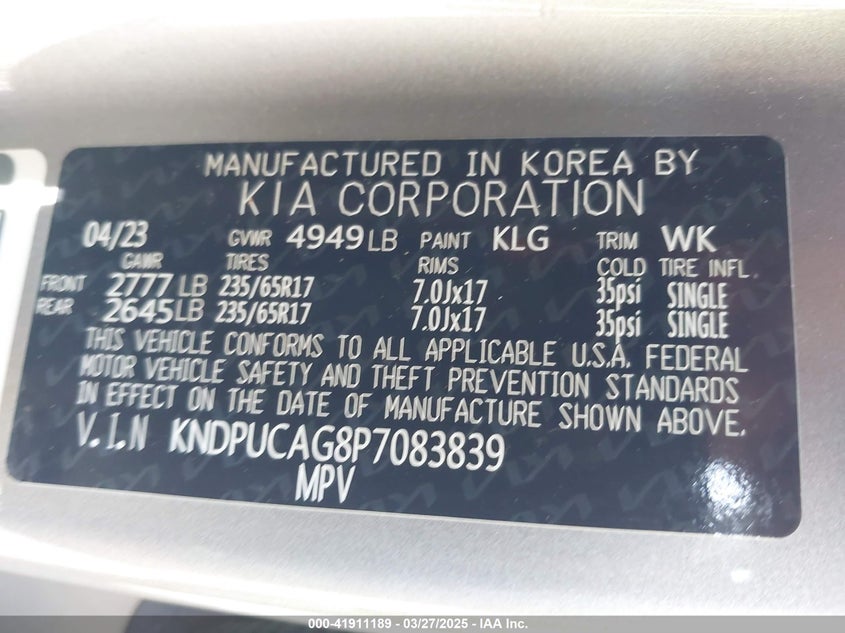 MANUFACTURED IN KOREA BY
KIA CORPORATION
04/23 GVWR 4949 LB PAINT KLG TRIM WK
GAWR TIRES RIMS COLD TIRE INFL.
FRONT 2777 LB 235/65R17 7.0Jx17 35psi SINGLE
REAR 2645 LB 235/65R17 7.0Jx17 35psi SINGLE
THIS VEHICLE CONFORMS TO ALL APPLICABLE U.S.A. FEDERAL
MOTOR VEHICLE SAFETY AND THEFT PREVENTION STANDARDS
IN EFFECT ON THE DATE OF MANUFACTURE SHOWN ABOVE.
V.I.N KNDPUCAG8P7083839
MPV
000-41911189 - 03/27/2025 - IAA Inc.